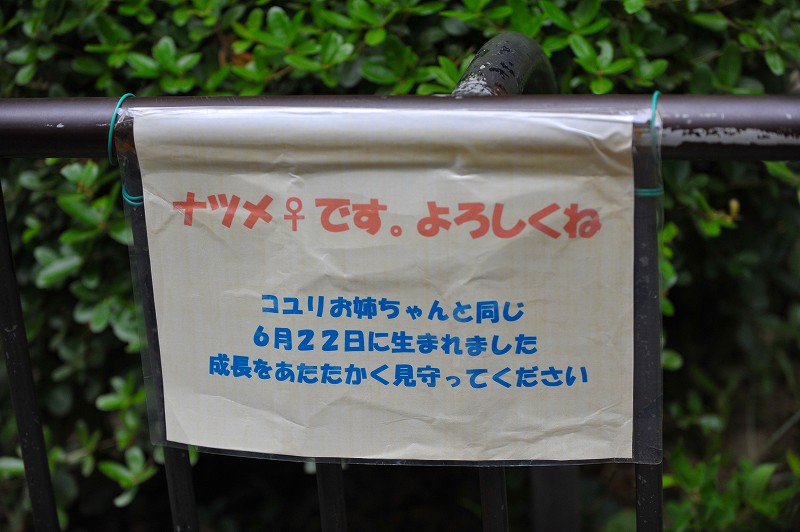 ナツメ♀です。よろしくね
コユリお姉ちゃんと同じ
6月22日に生まれました
成長をあたたかく見守ってください